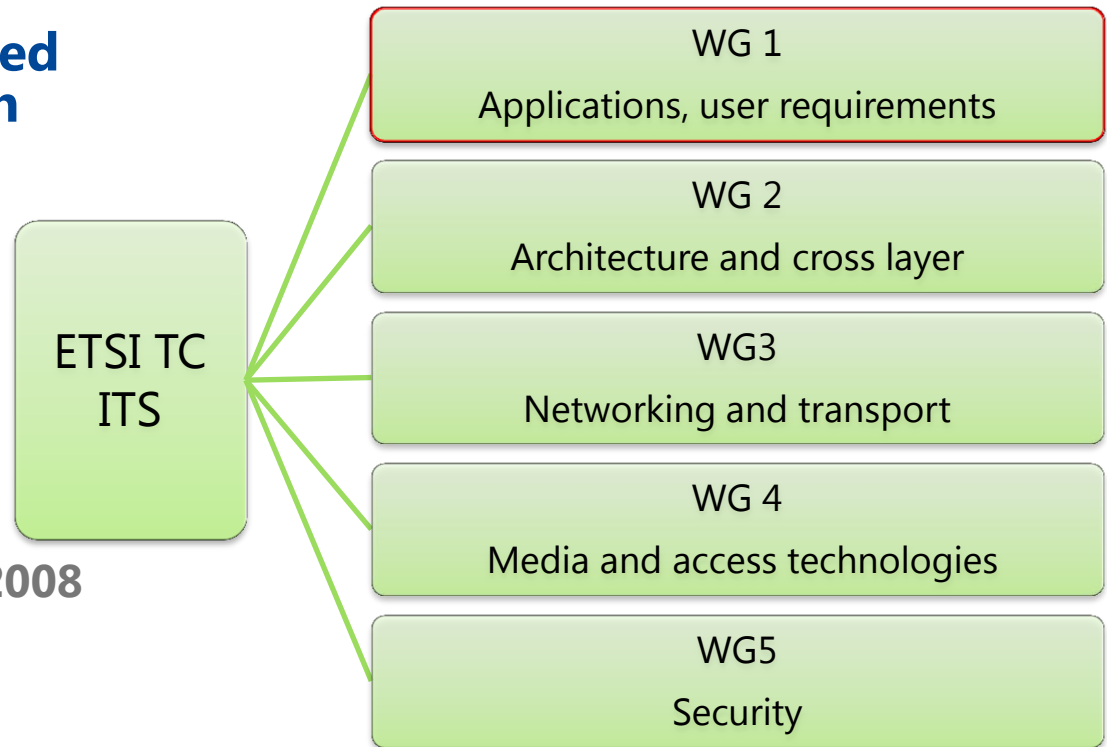 WG 1
Applications, user requirements
WG 2
Architecture and cross layer
ETSI TC
ITS
WG3
Networking and transport
WG 4
Media and access technologies
2008
WG5
Security